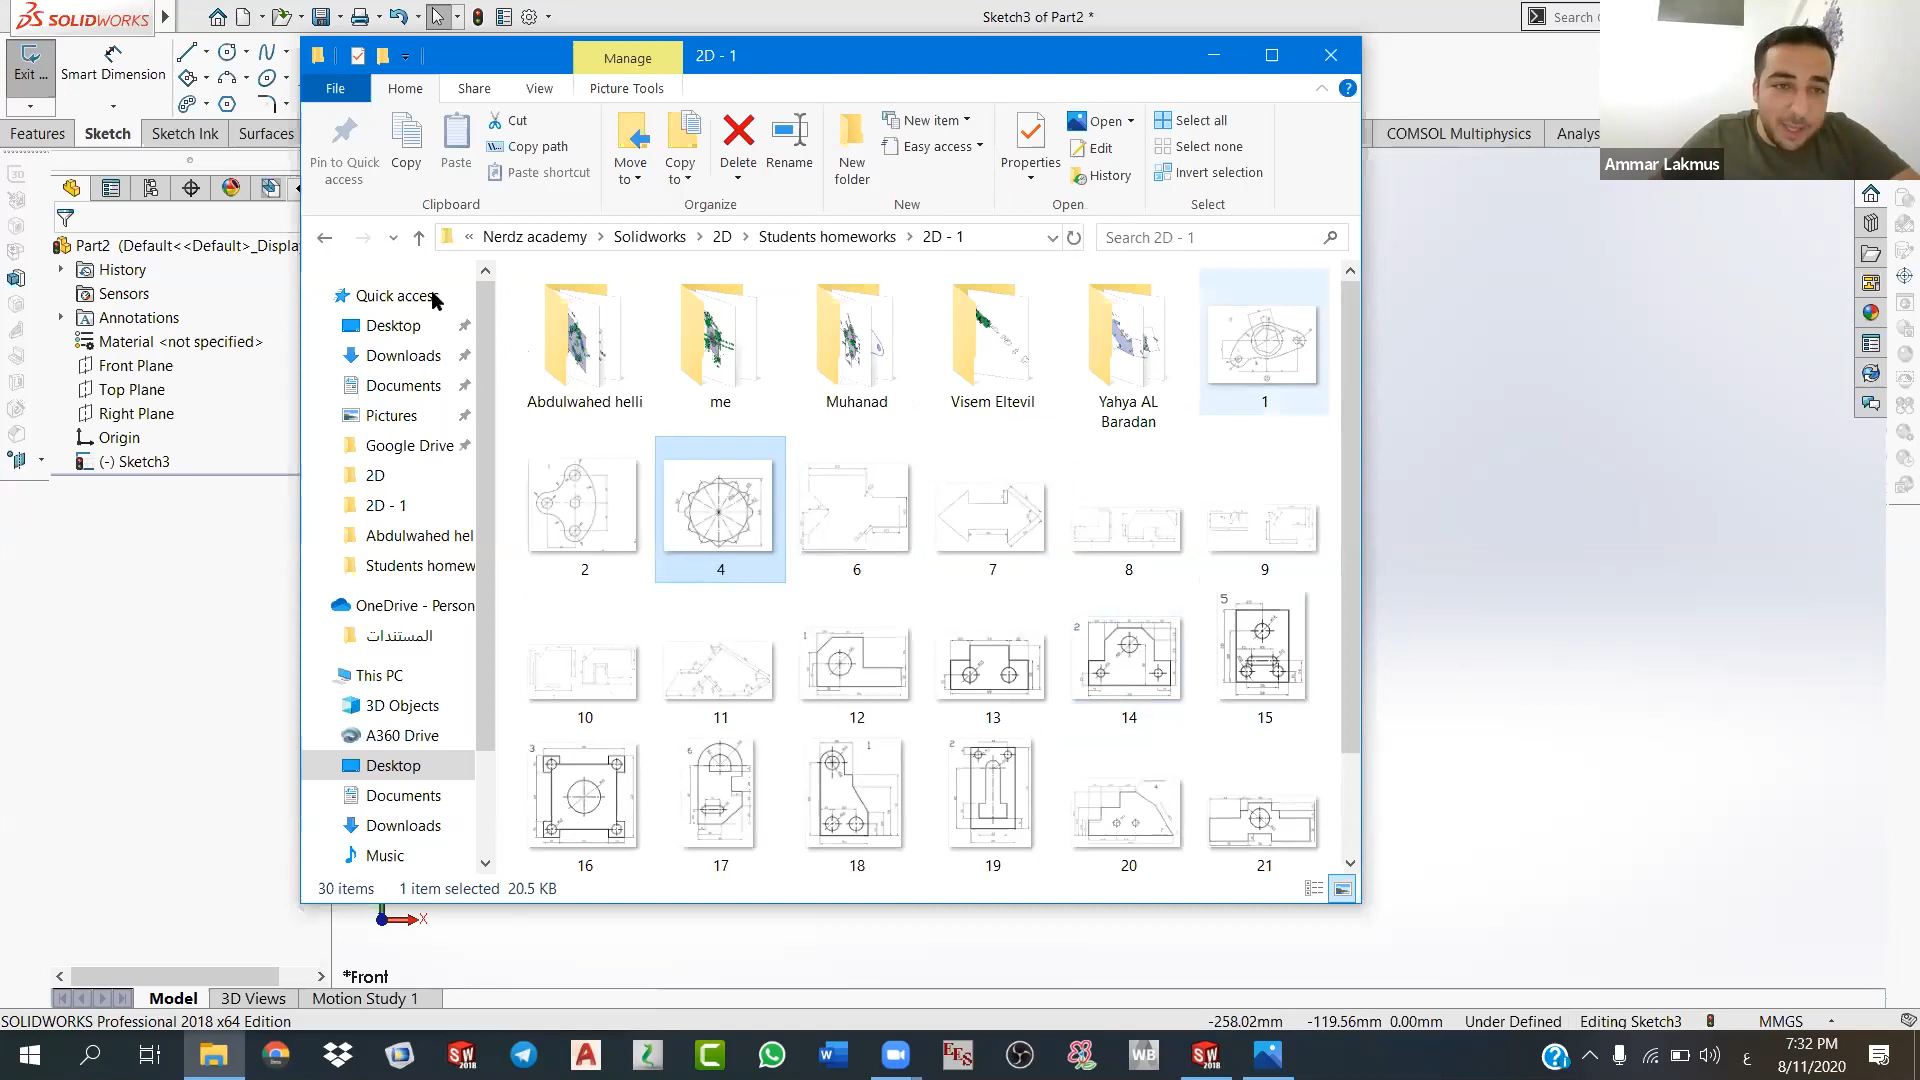 SOLIDWORKS
Sketch3 of Part2 *
Search
Exit ...
Smart Dimension
Features
Sketch
Sketch Ink
Surfaces
COMSOL Multiphysics
Analys
Ammar Lakmus
Manage
2D - 1
File
Home
Share
View
Picture Tools
Pin to Quick access
Copy
Paste
Cut
Copy path
Paste shortcut
Clipboard
Move to
Copy to
Delete
Rename
Organize
New folder
New item
Easy access
New
Properties
Open
Edit
History
Open
Select all
Select none
Invert selection
Select
« Nerdz academy > Solidworks > 2D > Students homeworks > 2D - 1
Search 2D - 1
Part2 (Default<<Default>_Displa
History
Sensors
Annotations
Material <not specified>
Front Plane
Top Plane
Right Plane
Origin
(-) Sketch3
Quick access
Desktop
Downloads
Documents
Pictures
Google Drive
2D
2D - 1
Abdulwahed hel
Students homew
OneDrive - Person
المستندات
This PC
3D Objects
A360 Drive
Desktop
Documents
Downloads
Music
Abdulwahed helli
me
Muhanad
Visem Eltevil
Yahya AL Baradan
1
2
4
6
7
8
9
10
11
12
13
14
15
16
17
18
19
20
21
30 items
1 item selected 20.5 KB
X
*Front
Model
3D Views
Motion Study 1
SOLIDWORKS Professional 2018 x64 Edition
-258.02mm
-119.56mm 0.00mm
Under Defined
Editing Sketch3
MMGS
7:32 PM
8/11/2020
ع